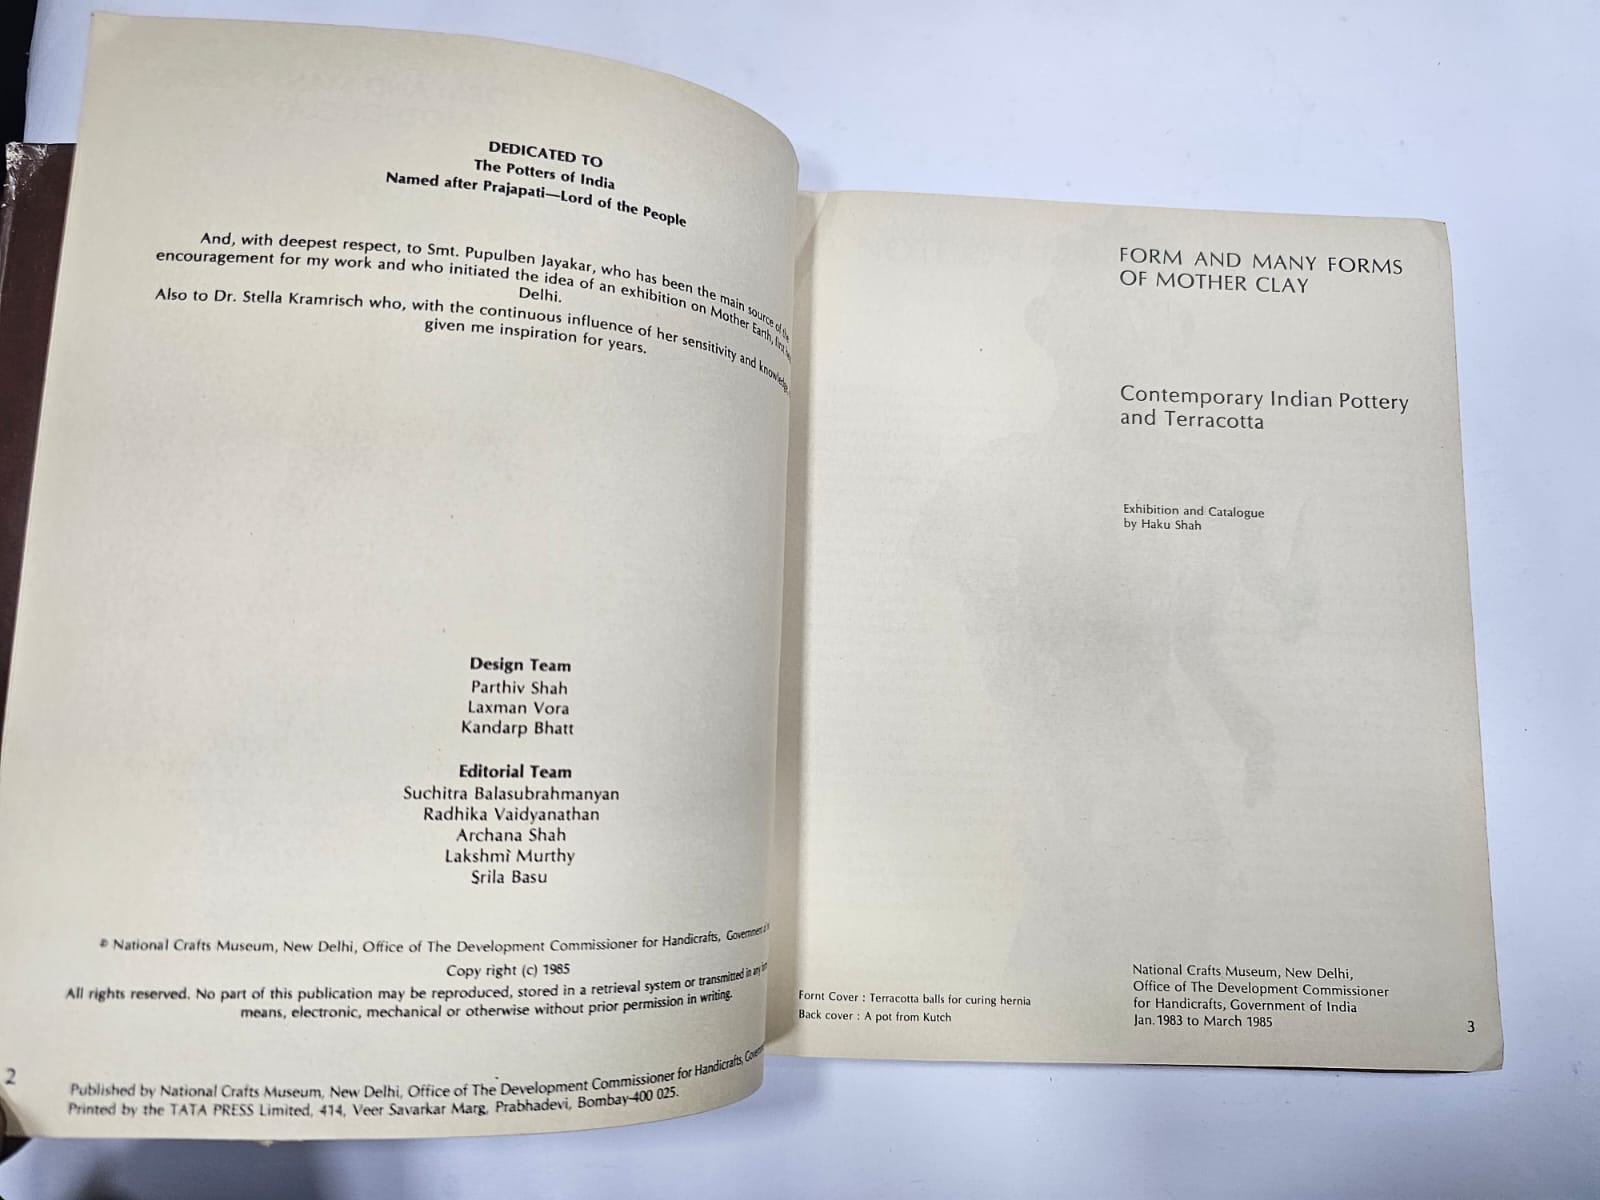 DEDICATED TO
The Potters of India
Named after Prajapati—Lord of the People
And, with deepest respect, to Smt. Pupulben Jayakar, who has been the main source of the
encouragement for my work and who initiated the idea of an exhibition on Mother Earth, first
Delhi.
Also to Dr. Stella Kramrisch who, with the continuous influence of her sensitivity and knowledge,
given me inspiration for years.
Design Team
Parthiv Shah
Laxman Vora
Kandarp Bhatt
Editorial Team
Suchitra Balasubrahmanyan
Radhika Vaidyanathan
Archana Shah
Lakshmi Murthy
Srila Basu
© National Crafts Museum, New Delhi, Office of The Development Commissioner for Handicrafts, Government
Copy right (c) 1985
All rights reserved. No part of this publication may be reproduced, stored in a retrieval system or transmitted in any
means, electronic, mechanical or otherwise without prior permission in writing.
Published by National Crafts Museum, New Delhi, Office of The Development Commissioner for Handicrafts,
Printed by the TATA PRESS Limited, 414, Veer Savarkar Marg, Prabhadevi, Bombay-400 025.
2
FORM AND MANY FORMS
OF MOTHER CLAY
Contemporary Indian Pottery
and Terracotta
Exhibition and Catalogue
by Haku Shah
National Crafts Museum, New Delhi,
Office of The Development Commissioner
for Handicrafts, Government of India
Jan. 1983 to March 1985
Fornt Cover : Terracotta balls for curing hernia
Back cover : A pot from Kutch
3